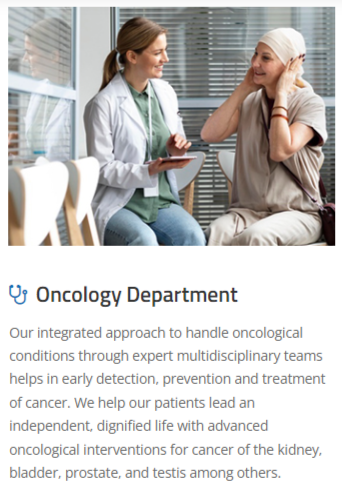 Oncology Department
Our integrated approach to handle oncological
conditions through expert multidisciplinary teams
helps in early detection, prevention and treatment
of cancer. We help our patients lead an
independent, dignified life with advanced
oncological interventions for cancer of the kidney,
bladder, prostate, and testis among others.